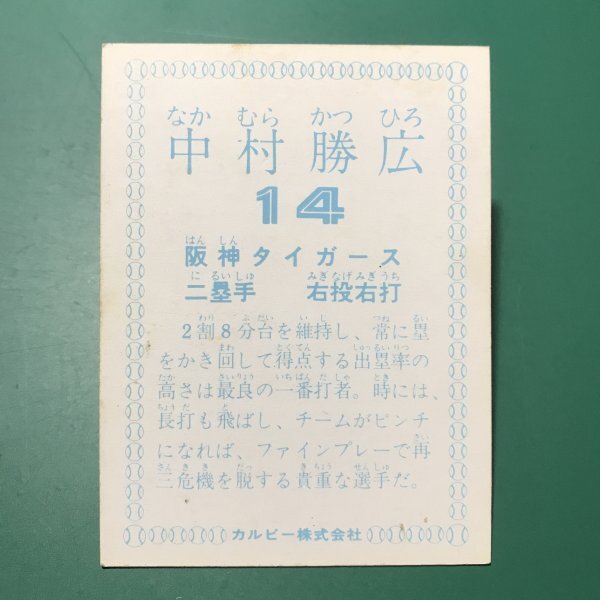 なか むら かつ ひろ
中村勝広
14
はん しん
阪神タイガース
に るいしゅ みぎなげみぎうち
二塁手 右投右打
わり ぶ だい い じ つね るい
2割8分台を維持し、常に塁
まわ とくてん しゅつるいりつ
をかき回して得点する出塁率の
たか さいりょう いちばん だ しゃ とき
高さは最良の一番打者。時には、
ちょうだ と
長打も飛ばし、チームがピンチ
さい
になれば、ファインプレーで再
さん き き だっ き ちょう せんしゅ
三危機を脱する貴重な選手だ。
カルビー株式会社